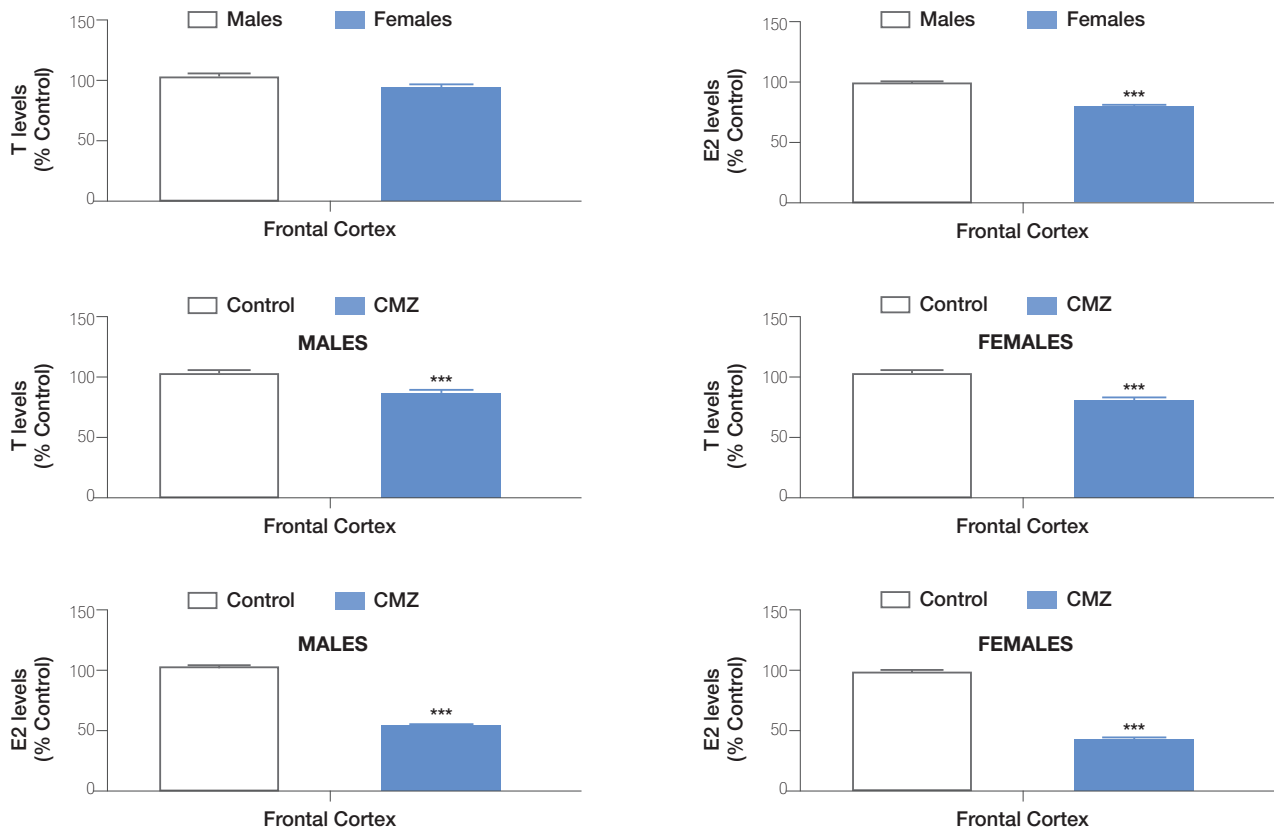 Males Females
T levels
(% Control)
150
100
50
0
Frontal Cortex
Males Females
E2 levels
(% Control)
150
100
50
0
***
Frontal Cortex
Control CMZ
MALES
T levels
(% Control)
150
100
50
0
***
Frontal Cortex
Control CMZ
FEMALES
T levels
(% Control)
150
100
50
0
***
Frontal Cortex
Control CMZ
MALES
E2 levels
(% Control)
150
100
50
0
***
Frontal Cortex
Control CMZ
FEMALES
E2 levels
(% Control)
150
100
50
0
***
Frontal Cortex